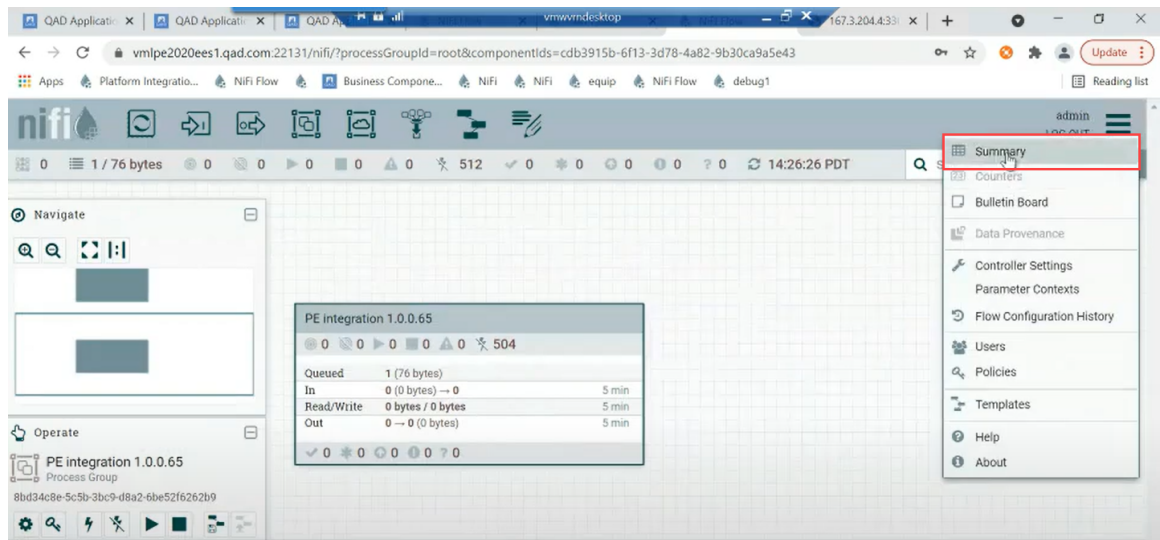 QAD Applicatic QAD Applicatic QAD A vmwvrndesktop 167.3.204.4:33
vmlpe2020ees1.qad.com:22131/nifi/?processGroupId=root&componentIds=cdb3915b-6f13-3d78-4a82-9b30ca9a5e43 Update
Apps Platform Integratio... NiFi Flow Business Compone... NiFi NiFi equip NiFi Flow debug1 Reading list
nifi admin
LOG OUT
0 1 / 76 bytes 0 0 0 0 0 512 0 0 0 0 ? 0 14:26:26 PDT
Summary
Counters
Bulletin Board
Data Provenance
Controller Settings
Parameter Contexts
Flow Configuration History
Users
Policies
Templates
Help
About
Navigate
PE integration 1.0.0.65
0 0 0 0 0 504
Queued 1 (76 bytes)
In 0 (0 bytes) → 0 5 min
Read/Write 0 bytes / 0 bytes 5 min
Out 0 → 0 (0 bytes) 5 min
0 0 0 0 ? 0
Operate
PE integration 1.0.0.65
Process Group
8bd34c8e-5c5b-3bc9-d8a2-6be52f6262b9